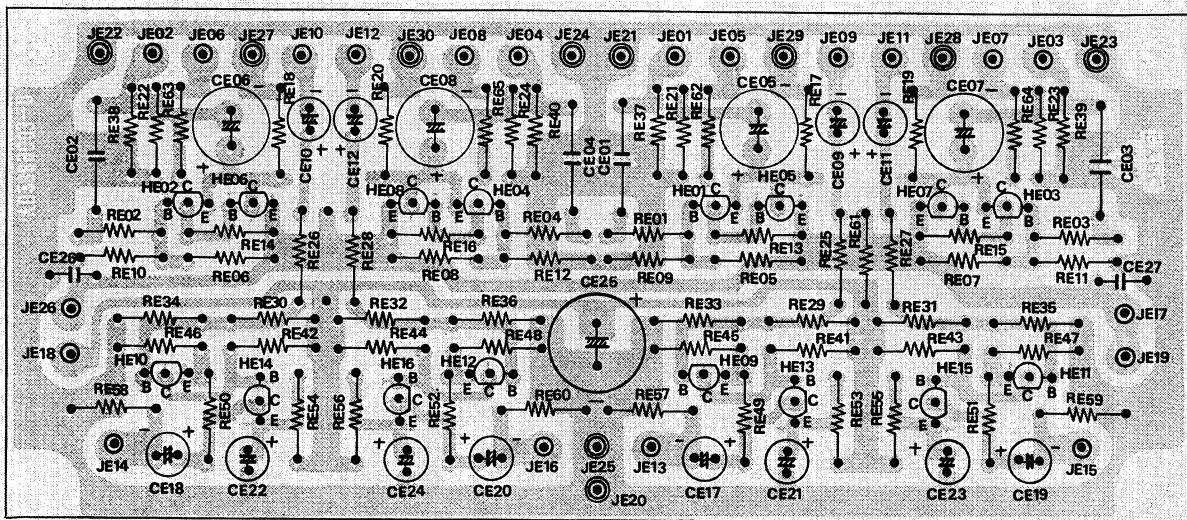 JE22 JE02 JE06 JE27 JE10 JE12 JE30 JE08 JE04 JE24 JE21 JE01 JE05 JE29 JE09 JE11 JE28 JE07 JE03 JE23
CE06 - CE08 - CE05 - CE07 -
RE38 RE22 RE63 RE18 RE20 RE65 RE24 RE40 RE37 RE21 RE62 RE17 RE19 RE64 RE23 RE39
CE02 CE10 CE12 CE04 CE01 CE09 CE11 CE03
+ + + + + + + +
HE02 HE06 HE08 HE04 HE01 HE05 HE07 HE03
B C E B C E E C B E C B B C E E C B E C B B C E
RE02 RE14 RE26 RE28 RE16 RE04 RE01 RE13 RE25 RE61 RE27 RE15 RE03
CE26 RE10 RE06 RE08 RE12 RE09 RE05 RE07 RE11 CE27
CE25 +
JE26 RE34 RE30 RE32 RE36 RE33 RE29 RE31 RE35 JE17
RE46 RE42 RE44 RE48 RE45 RE41 RE43 RE47
JE18 JE19
HE10 HE14 HE16 HE12 HE09 HE13 HE15 HE11
B C E B C E B C E E C B B C E B C E B C E E C B
-
RE58 RE50 RE54 RE56 RE52 RE60 RE57 RE49 RE53 RE55 RE51 RE59
- + + - - + + -
JE14 JE16 JE25 JE13 JE15
CE18 CE22 CE24 CE20 JE20 CE17 CE21 CE23 CE19